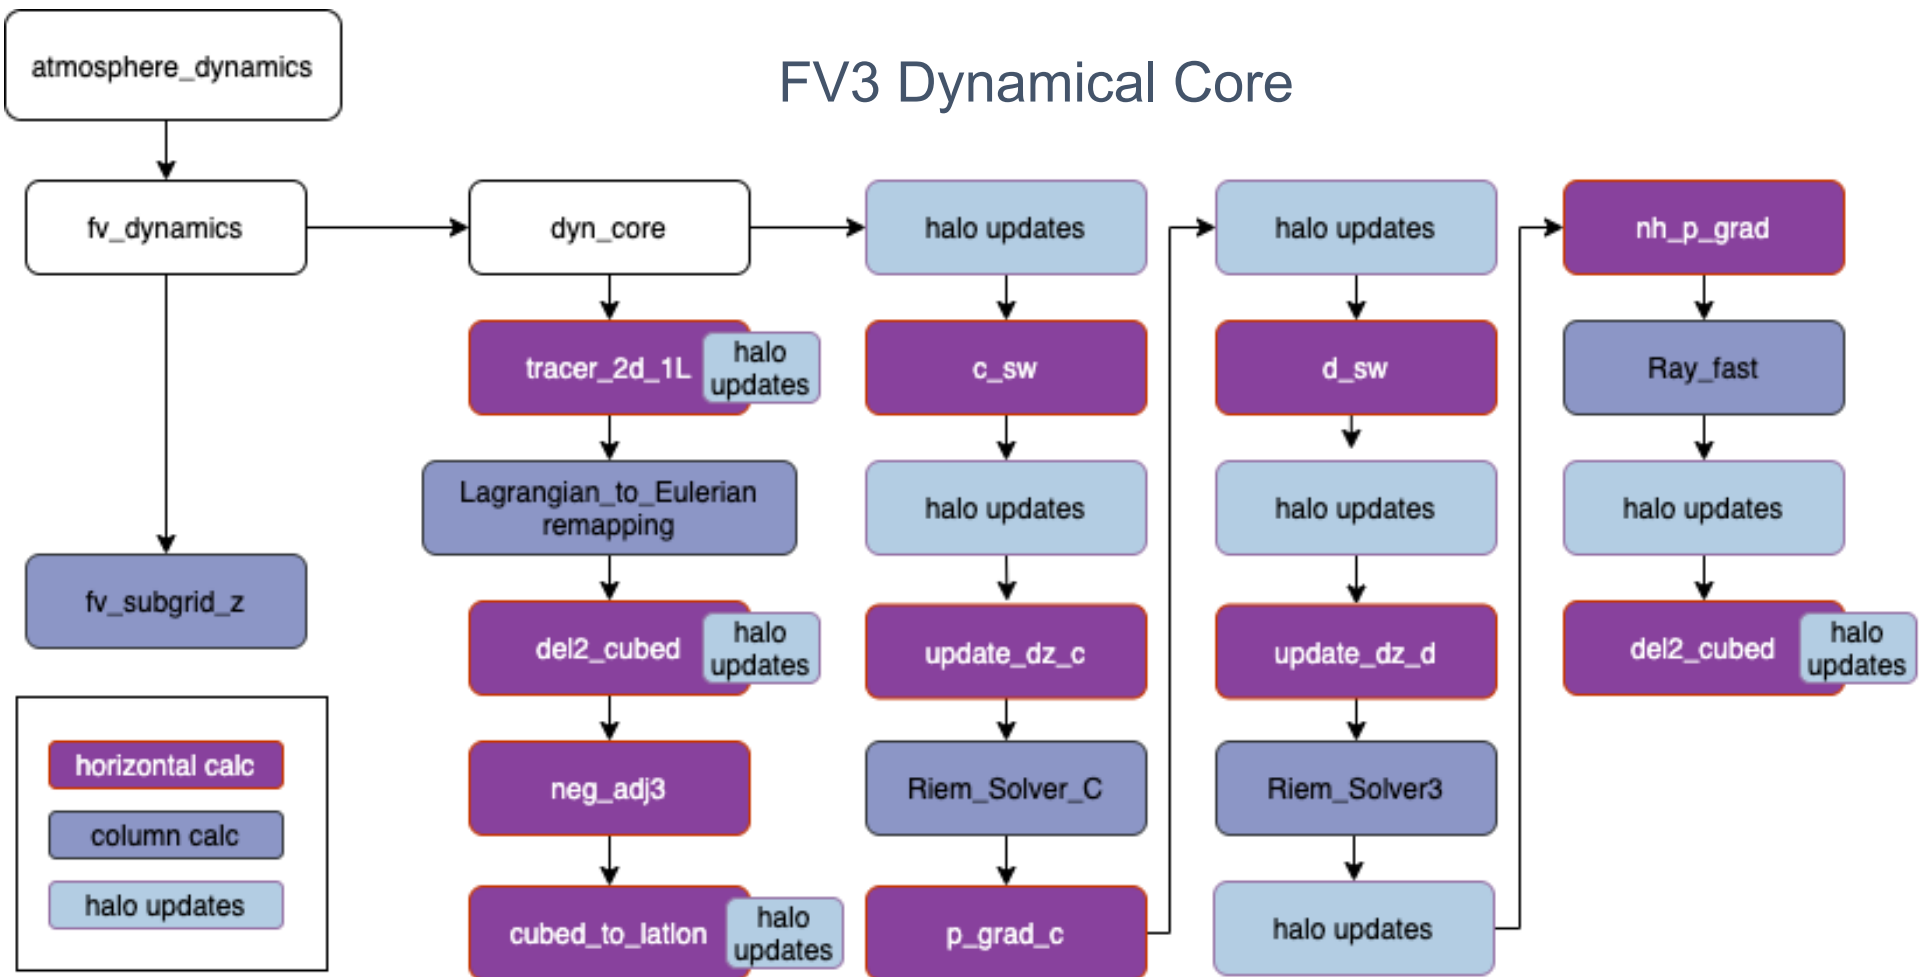 atmosphere_dynamics
FV3 Dynamical Core
fv_dynamics
fv_subgrid_z
horizontal calc
column calc
halo updates
dyn_core
tracer_2d_1L
halo
updates
Lagrangian_to_Eulerian
remapping
del2_cubed
halo
updates
neg_adj3
cubed_to_latlon
halo
updates
halo updates
c_sw
halo updates
update_dz_c
Riem_Solver_C
p_grad_c
halo updates
d_sw
halo updates
update_dz_d
Riem_Solver3
halo updates
nh_p_grad
Ray_fast
halo updates
del2_cubed
halo
updates